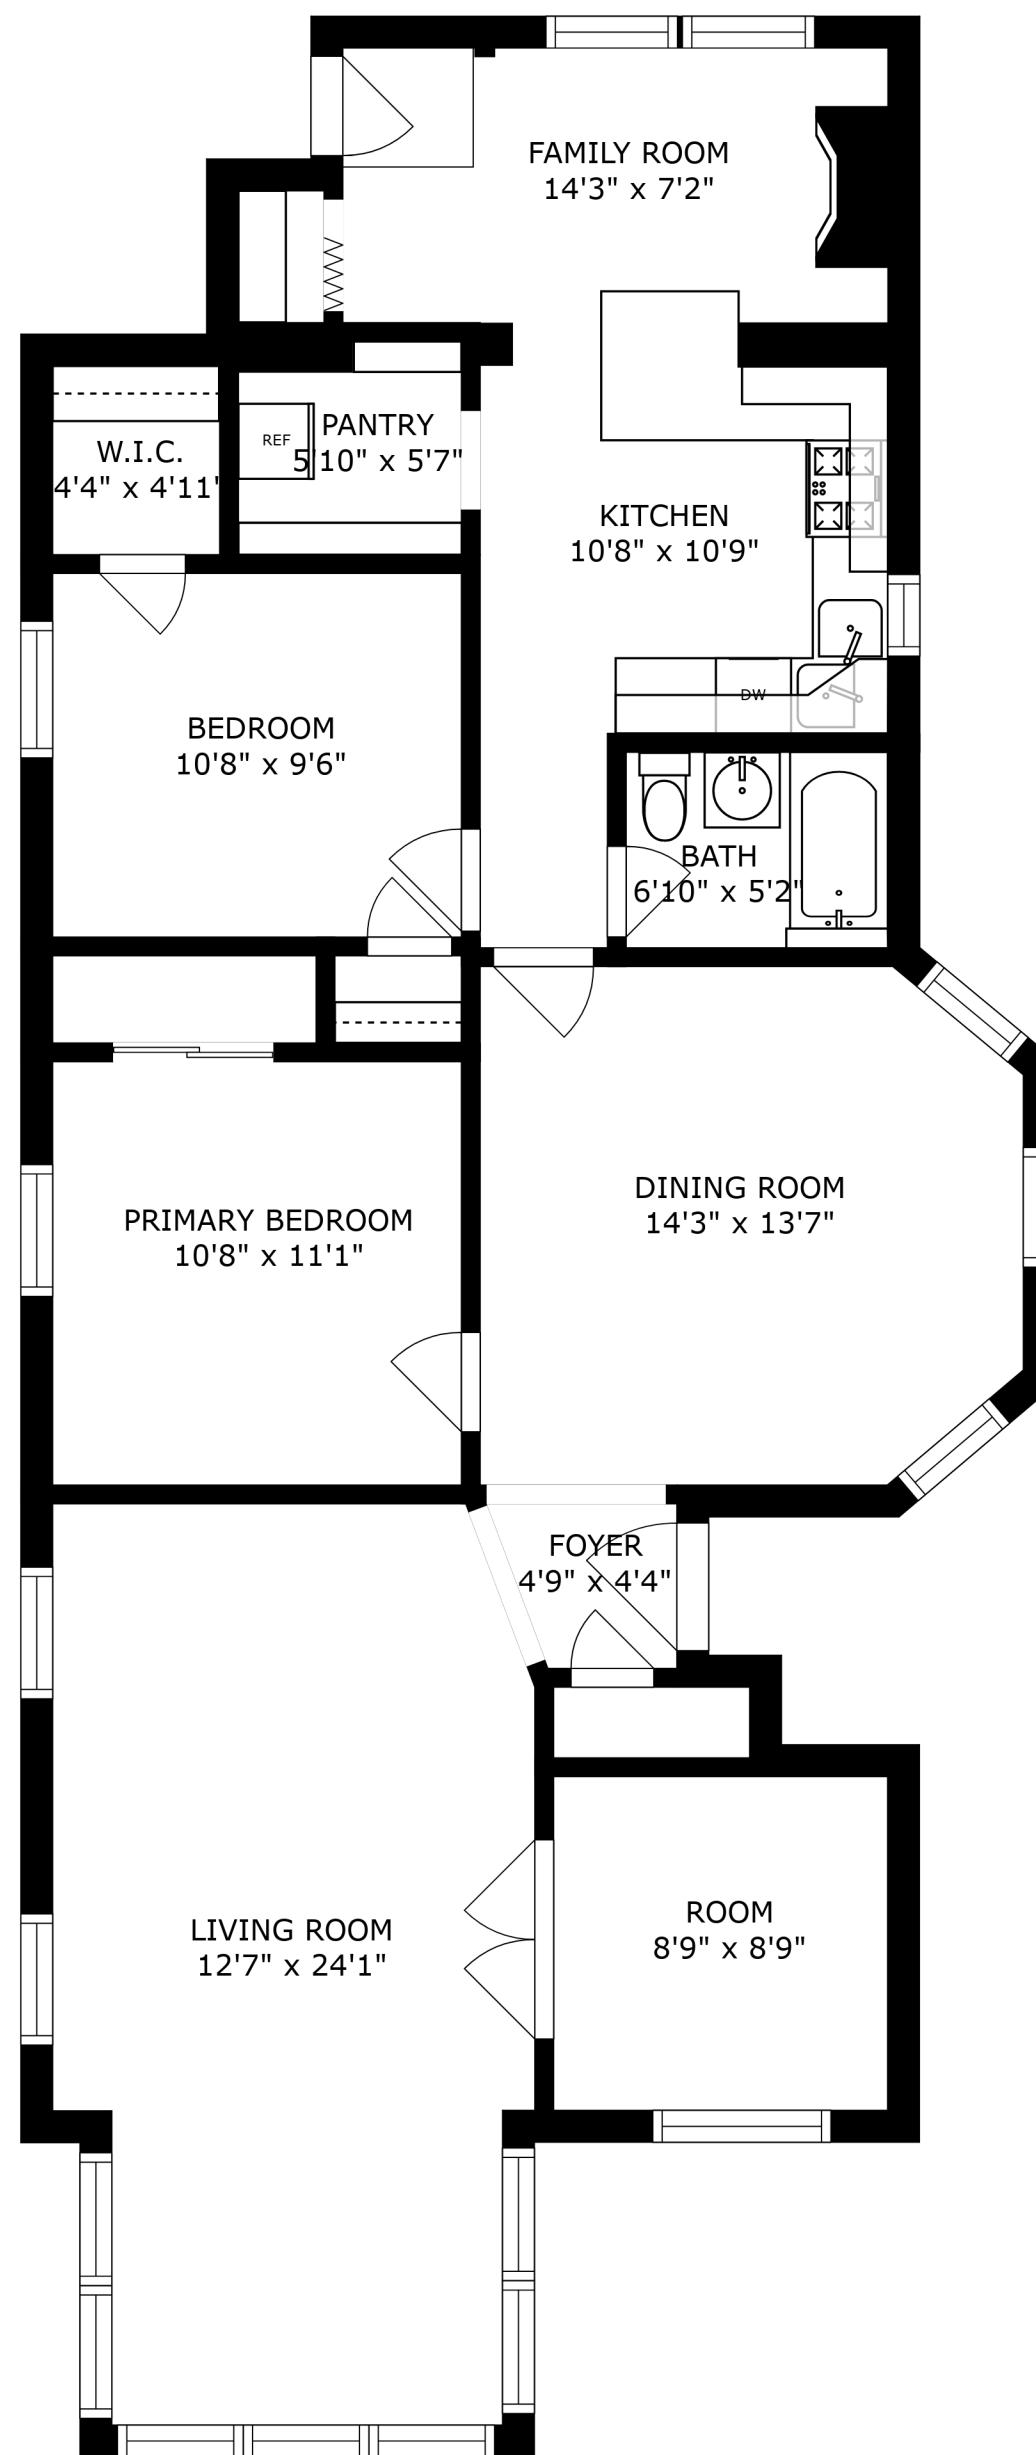 FAMILY ROOM
14'3" x 7'2"
PANTRY
5'10" x 5'7"
REF
W.I.C.
4'4" x 4'11"
KITCHEN
10'8" x 10'9"
DW
BEDROOM
10'8" x 9'6"
BATH
6'10" x 5'2"
DINING ROOM
14'3" x 13'7"
PRIMARY BEDROOM
10'8" x 11'1"
FOYER
4'9" x 4'4"
LIVING ROOM
12'7" x 24'1"
ROOM
8'9" x 8'9"